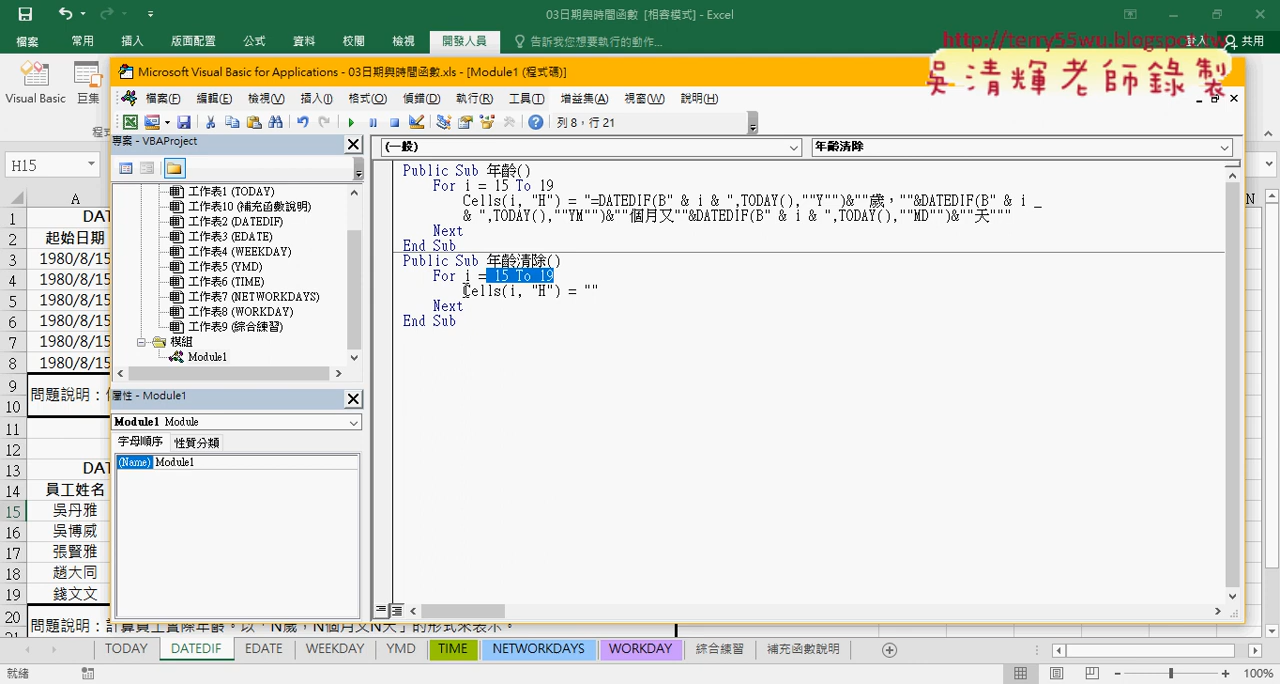 03日期與時間函數 [相容模式] - Excel
檔案 常用 插入 版面配置 公式 資料 校閱 檢視 開發人員 告訴我您想要執行的動作... 登入 共用
http://terry55wu.blogspot.tw
吳清輝老師錄製
Visual Basic 巨集
Microsoft Visual Basic for Applications - 03日期與時間函數.xls - [Module1 (程式碼)]
檔案(F) 編輯(E) 檢視(V) 插入(I) 格式(O) 偵錯(D) 執行(R) 工具(T) 增益集(A) 視窗(W) 說明(H)
列 8，行 21
專案 - VBAProject
(一般) 年齡清除
H15
工作表1 (TODAY)
工作表10 (補充函數說明)
工作表2 (DATEDIF)
工作表3 (EDATE)
工作表4 (WEEKDAY)
工作表5 (YMD)
工作表6 (TIME)
工作表7 (NETWORKDAYS)
工作表8 (WORKDAY)
工作表9 (綜合練習)
模組
Module1
屬性 - Module1
Module1 Module
字母順序 性質分類
(Name) Module1
Public Sub 年齡()
For i = 15 To 19
Cells(i, "H") = "=DATEDIF(B" & i & ",TODAY(),""Y"")&""歲，""&DATEDIF(B" & i _
& ",TODAY(),""YM"")&""個月又""&DATEDIF(B" & i & ",TODAY(),""MD"")&""天"""
Next
End Sub
Public Sub 年齡清除()
For i = 15 To 19
Cells(i, "H") = ""
Next
End Sub
A N
1 DAT
2 起始日期
3 1980/8/15
4 1980/8/15
5 1980/8/15
6 1980/8/15
7 1980/8/15
8 1980/8/15
9 問題說明：
10
11
12
13 DAT
14 員工姓名
15 吳丹雅
16 吳博威
17 張賢雅
18 趙大同
19 錢文文
20 問題說明：計算員工實際年齡。以「N歲，N個月又N天」的形式來表示。
TODAY DATEDIF EDATE WEEKDAY YMD TIME NETWORKDAYS WORKDAY 綜合練習 補充函數說明
就緒 100%